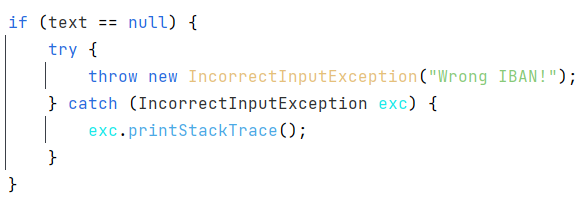 if (text == null) {
    try {
        throw new IncorrectInputException("Wrong IBAN!");
    } catch (IncorrectInputException exc) {
        exc.printStackTrace();
    }
}